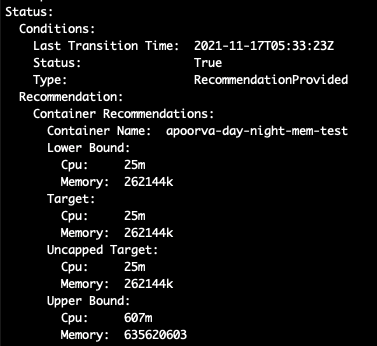 Status:
  Conditions:
    Last Transition Time:  2021-11-17T05:33:23Z
    Status:                True
    Type:                  RecommendationProvided
  Recommendation:
    Container Recommendations:
      Container Name:  apoorva-day-night-mem-test
      Lower Bound:
        Cpu:     25m
        Memory:  262144k
      Target:
        Cpu:     25m
        Memory:  262144k
      Uncapped Target:
        Cpu:     25m
        Memory:  262144k
      Upper Bound:
        Cpu:     607m
        Memory:  635620603